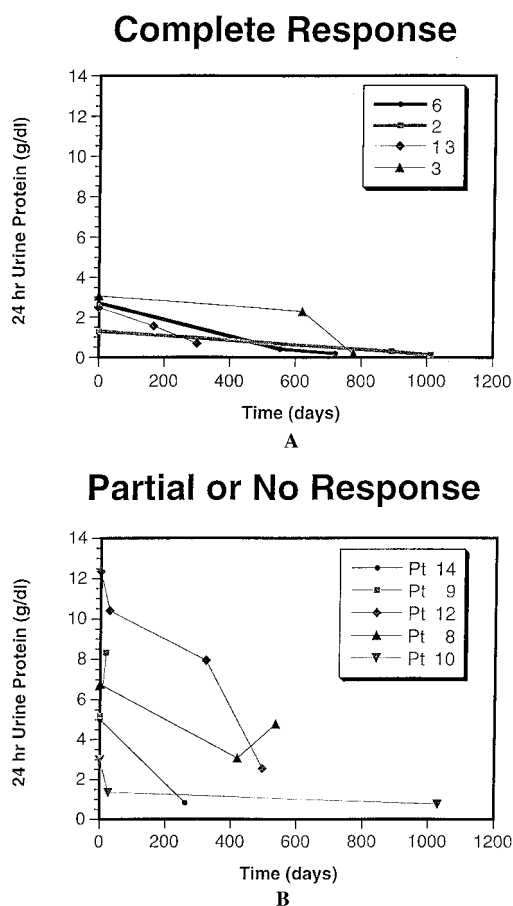 Complete Response
14
12
10
8
6
4
2
0
24 hr Urine Protein (g/dl)
6
2
13
3
0 200 400 600 800 1000 1200
Time (days)
A
Partial or No Response
14
12
10
8
6
4
2
0
24 hr Urine Protein (g/dl)
Pt 14
Pt 9
Pt 12
Pt 8
Pt 10
0 200 400 600 800 1000 1200
Time (days)
B